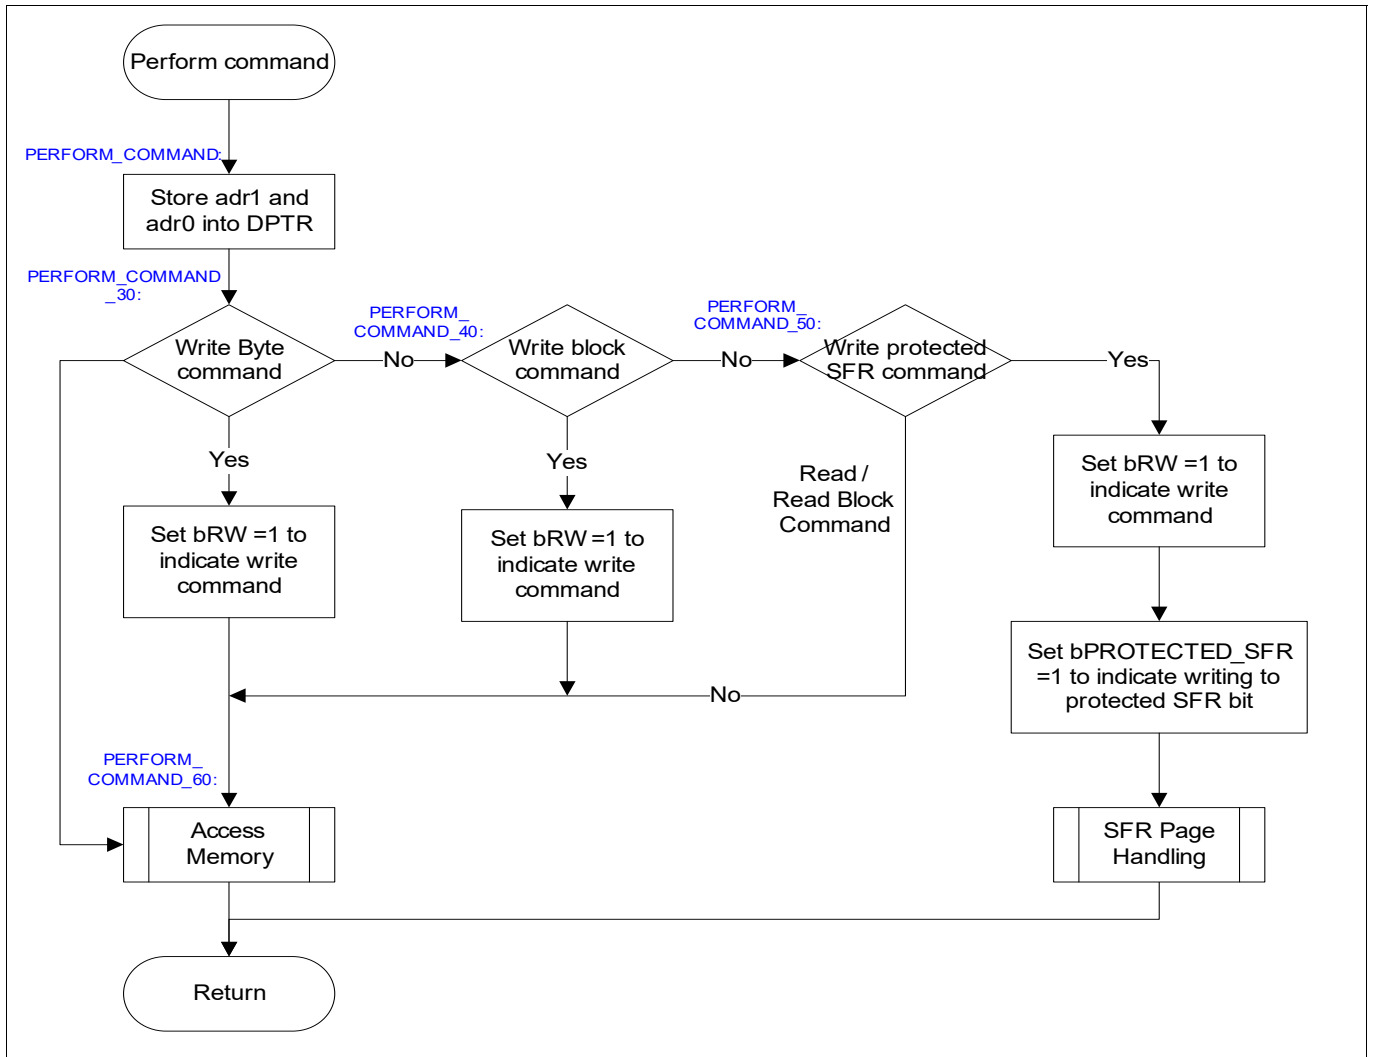 Perform command
PERFORM_COMMAND:
Store adr1 and
adr0 into DPTR
PERFORM_COMMAND
_30:
Write Byte
command
No
PERFORM_
COMMAND_40:
Write block
command
No
PERFORM_
COMMAND_50:
Write protected
SFR command
Yes
Yes
Set bRW =1 to
indicate write
command
Yes
Set bRW =1 to
indicate write
command
Read /
Read Block
Command
Set bRW =1 to
indicate write
command
No
Set bPROTECTED_SFR
=1 to indicate writing to
protected SFR bit
PERFORM_
COMMAND_60:
Access
Memory
SFR Page
Handling
Return